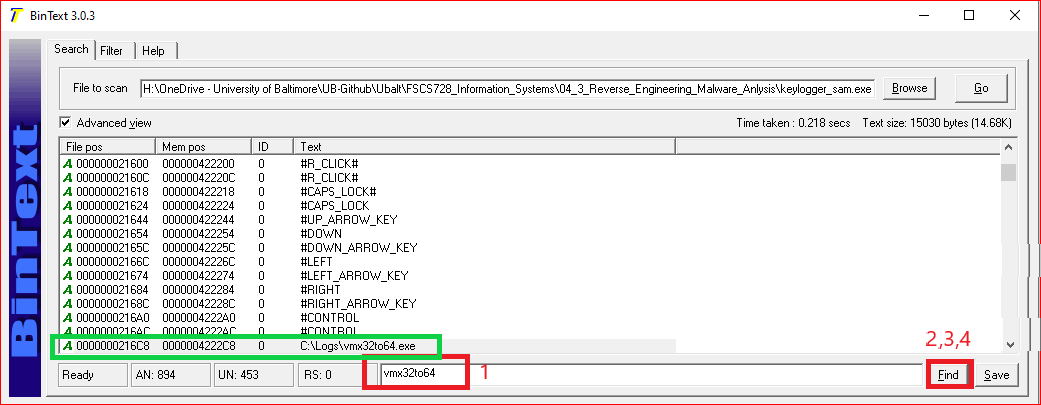 BinText 3.0.3
Search Filter Help
File to scan H:\OneDrive - University of Baltimore\UB-Github\Ubalt\FSCS728_Information_Systems\04_3_Reverse_Engineering_Malware_Anlysis\keylogger_sam.exe Browse Go
Advanced view Time taken : 0.218 secs Text size: 15030 bytes (14.68K)
File pos Mem pos ID Text
A 000000021600 000000422200 0 #R_CLICK#
A 00000002160C 00000042220C 0 #R_CLICK#
A 000000021618 000000422218 0 #CAPS_LOCK#
A 000000021624 000000422224 0 #CAPS_LOCK
A 000000021644 000000422244 0 #UP_ARROW_KEY
A 000000021654 000000422254 0 #DOWN
A 00000002165C 00000042225C 0 #DOWN_ARROW_KEY
A 00000002166C 00000042226C 0 #LEFT
A 000000021674 000000422274 0 #LEFT_ARROW_KEY
A 000000021684 000000422284 0 #RIGHT
A 00000002168C 00000042228C 0 #RIGHT_ARROW_KEY
A 0000000216A0 0000004222A0 0 #CONTROL
A 0000000216AC 0000004222AC 0 #CONTROL
A 0000000216C8 0000004222C8 0 C:\Logs\vmx32to64.exe
BinText
2,3,4
Ready AN: 894 UN: 453 RS: 0 vmx32to64 1 Find Save